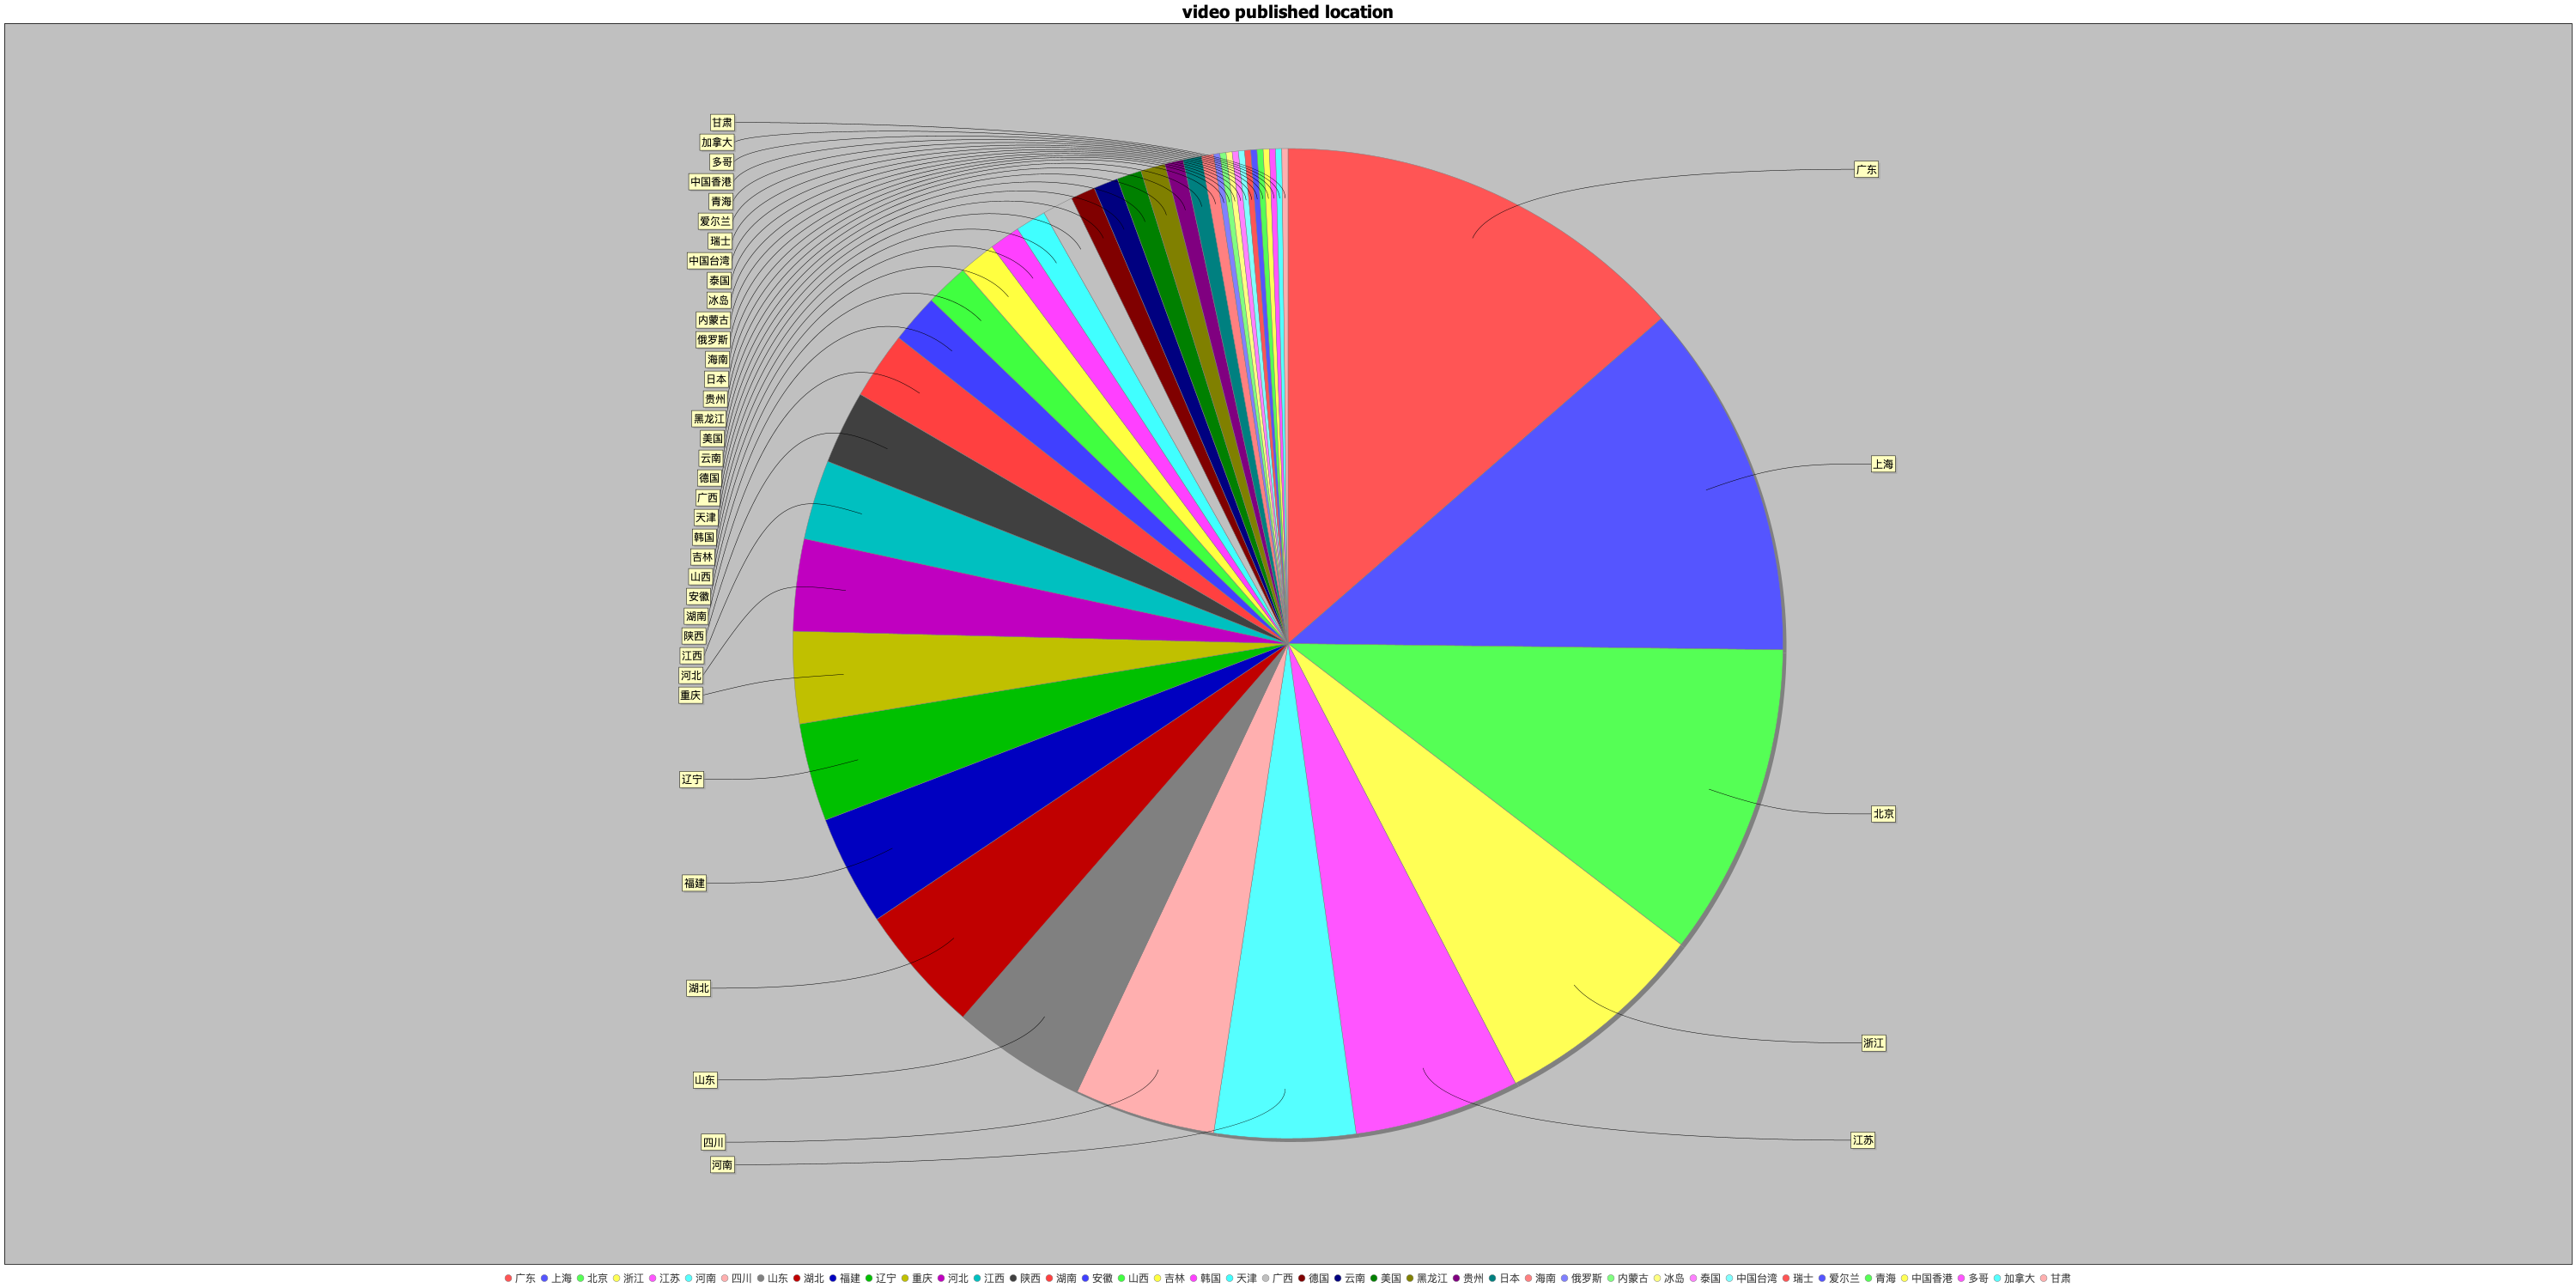 video published location
甘肃
加拿大
多哥
中国香港
青海
爱尔兰
瑞士
中国台湾
泰国
冰岛
内蒙古
俄罗斯
海南
日本
贵州
黑龙江
美国
云南
德国
广西
天津
韩国
吉林
山西
安徽
湖南
陕西
江西
河北
重庆
辽宁
福建
湖北
山东
四川
河南
广东
上海
北京
浙江
江苏
广东 上海 北京 浙江 江苏 河南 四川 山东 湖北 福建 辽宁 重庆 河北 江西 陕西 湖南 安徽 山西 吉林 韩国 天津 广西 德国 云南 美国 黑龙江 贵州 日本 海南 俄罗斯 内蒙古 冰岛 泰国 中国台湾 瑞士 爱尔兰 青海 中国香港 多哥 加拿大 甘肃